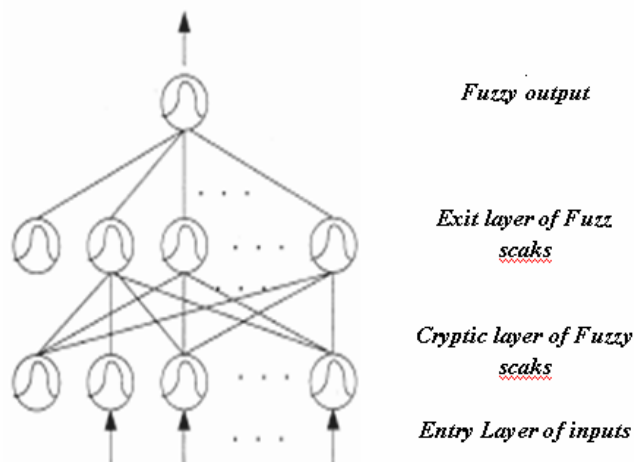 Fuzzy output
Exit layer of Fuzz
scaks
Cryptic layer of Fuzzy
scaks
Entry Layer of inputs